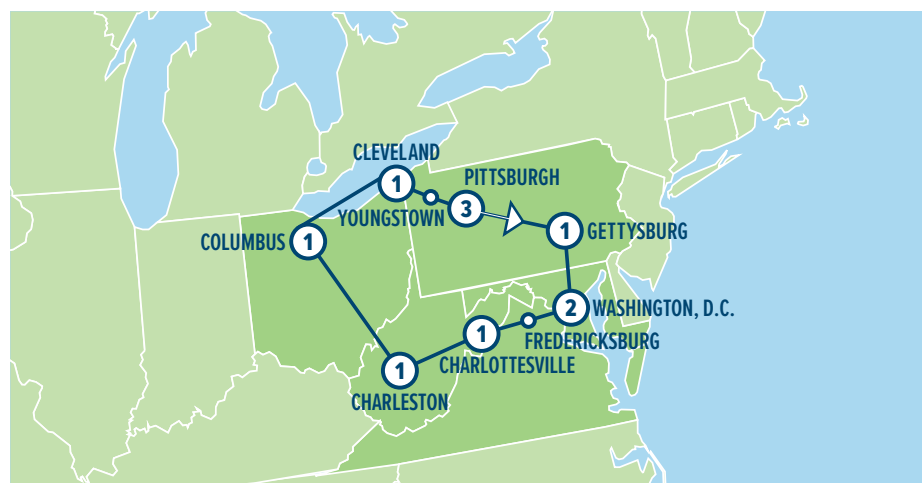 CLEVELAND
1
PITTSBURGH
YOUNGSTOWN
3
COLUMBUS
1
1
GETTYSBURG
2
WASHINGTON, D.C.
FREDERICKSBURG
1
CHARLOTTESVILLE
1
CHARLESTON